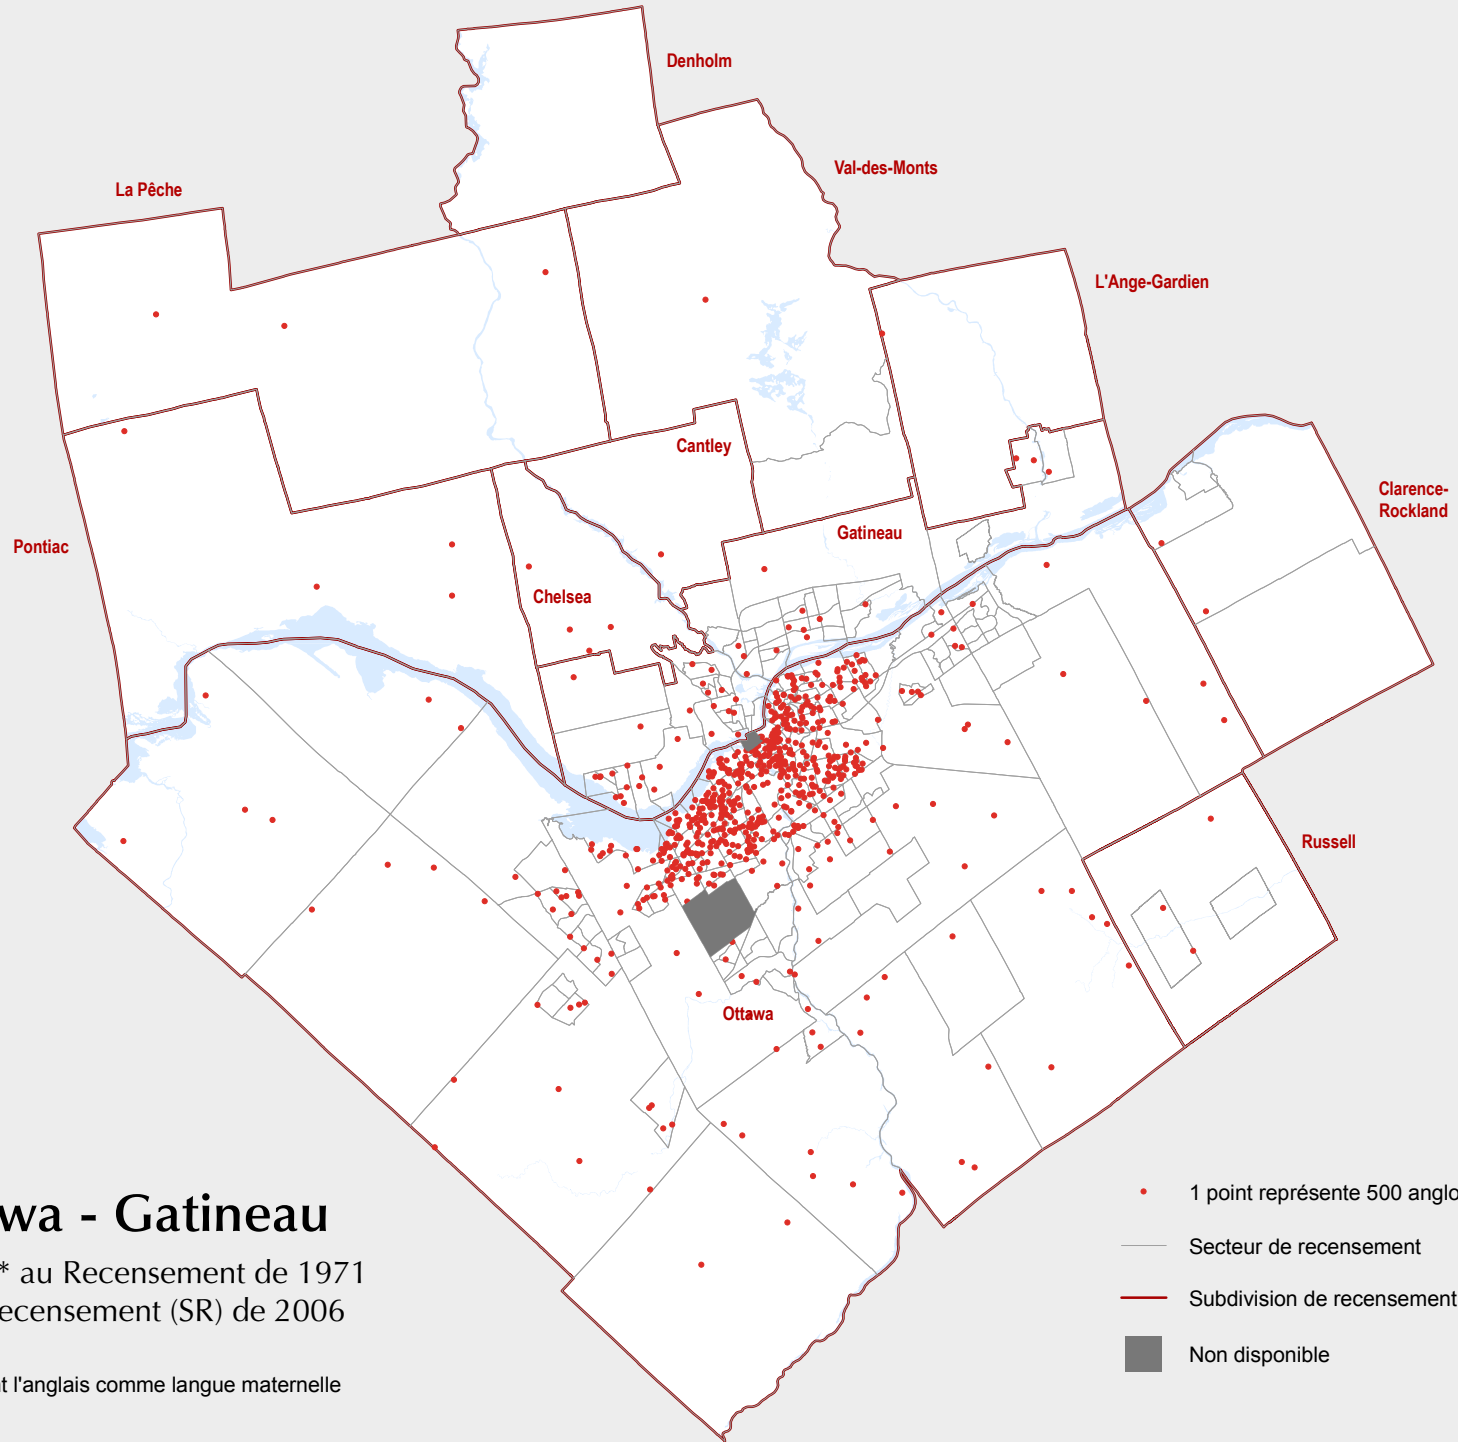 Denholm
Val-des-Monts
La Pêche
L'Ange-Gardien
Cantley
Clarence-
Rockland
Gatineau
Pontiac
Chelsea
Russell
Ottawa
wa - Gatineau
* au Recensement de 1971
ecensement (SR) de 2006
t l'anglais comme langue maternelle
1 point représente 500 anglo
Secteur de recensement
Subdivision de recensement
Non disponible